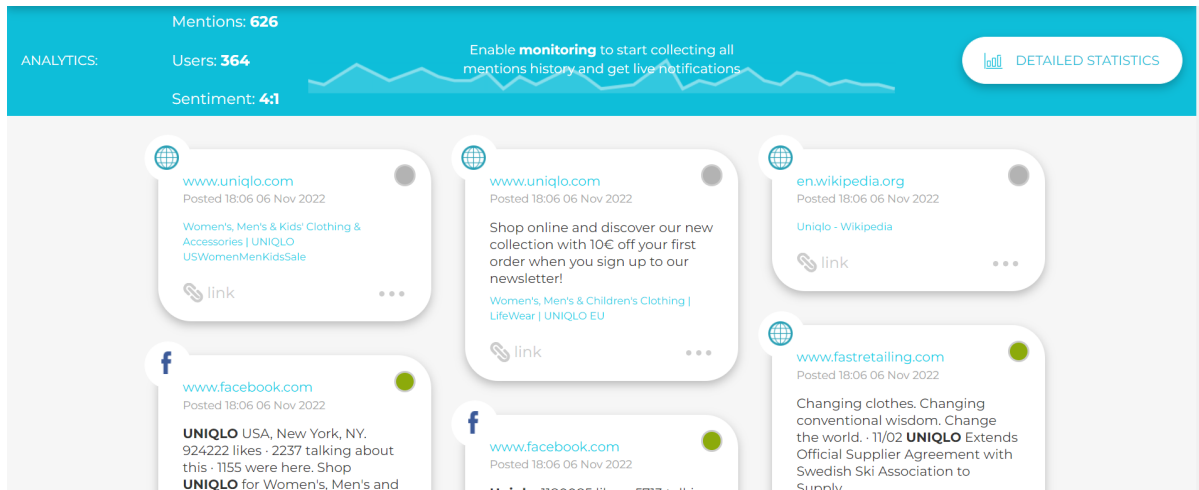 Mentions: 626
ANALYTICS:
Users: 364
Sentiment: 4:1
Enable monitoring to start collecting all
mentions history and get live notifications
DETAILED STATISTICS
www.uniqlo.com
Posted 18:06 06 Nov 2022
Women's, Men's & Kids' Clothing &
Accessories | UNIQLO
USWomenMenKidsSale
link
www.uniqlo.com
Posted 18:06 06 Nov 2022
Shop online and discover our new
collection with 10€ off your first
order when you sign up to our
newsletter!
Women's, Men's & Children's Clothing |
LifeWear | UNIQLO EU
link
en.wikipedia.org
Posted 18:06 06 Nov 2022
Uniqlo - Wikipedia
link
www.facebook.com
Posted 18:06 06 Nov 2022
UNIQLO USA, New York, NY.
924222 likes · 2237 talking about
this · 1155 were here. Shop
UNIQLO for Women's, Men's and
www.facebook.com
Posted 18:06 06 Nov 2022
www.fastretailing.com
Posted 18:06 06 Nov 2022
Changing clothes. Changing
conventional wisdom. Change
the world. · 11/02 UNIQLO Extends
Official Supplier Agreement with
Swedish Ski Association to
Supply